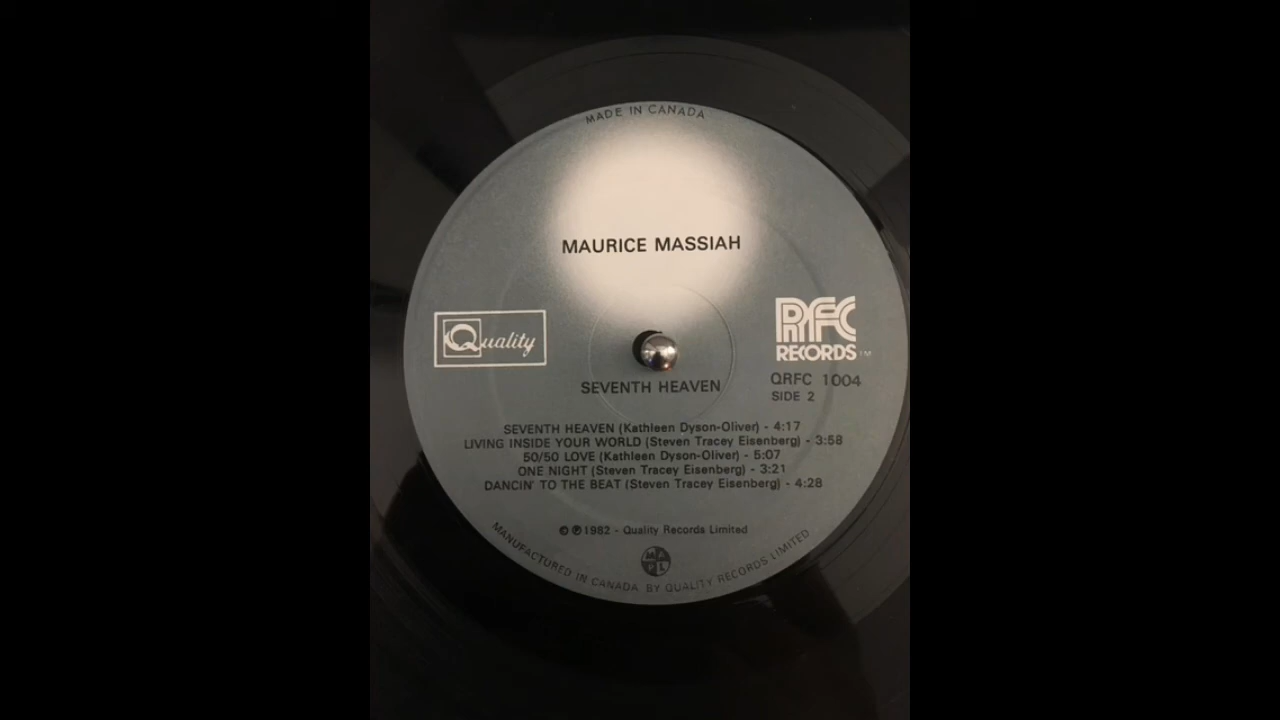 MADE IN CANADA
MAURICE MASSIAH
Quality
RFC
RECORDS™
QRFC 1004
SIDE 2
SEVENTH HEAVEN
SEVENTH HEAVEN (Kathleen Dyson-Oliver) - 4:17
LIVING INSIDE YOUR WORLD (Steven Tracey Eisenberg) - 3:58
50/50 LOVE (Kathleen Dyson-Oliver) - 5:07
ONE NIGHT (Steven Tracey Eisenberg) - 3:21
DANCIN' TO THE BEAT (Steven Tracey Eisenberg) - 4:28
© ℗ 1982 - Quality Records Limited
MAPL
MANUFACTURED IN CANADA BY QUALITY RECORDS LIMITED